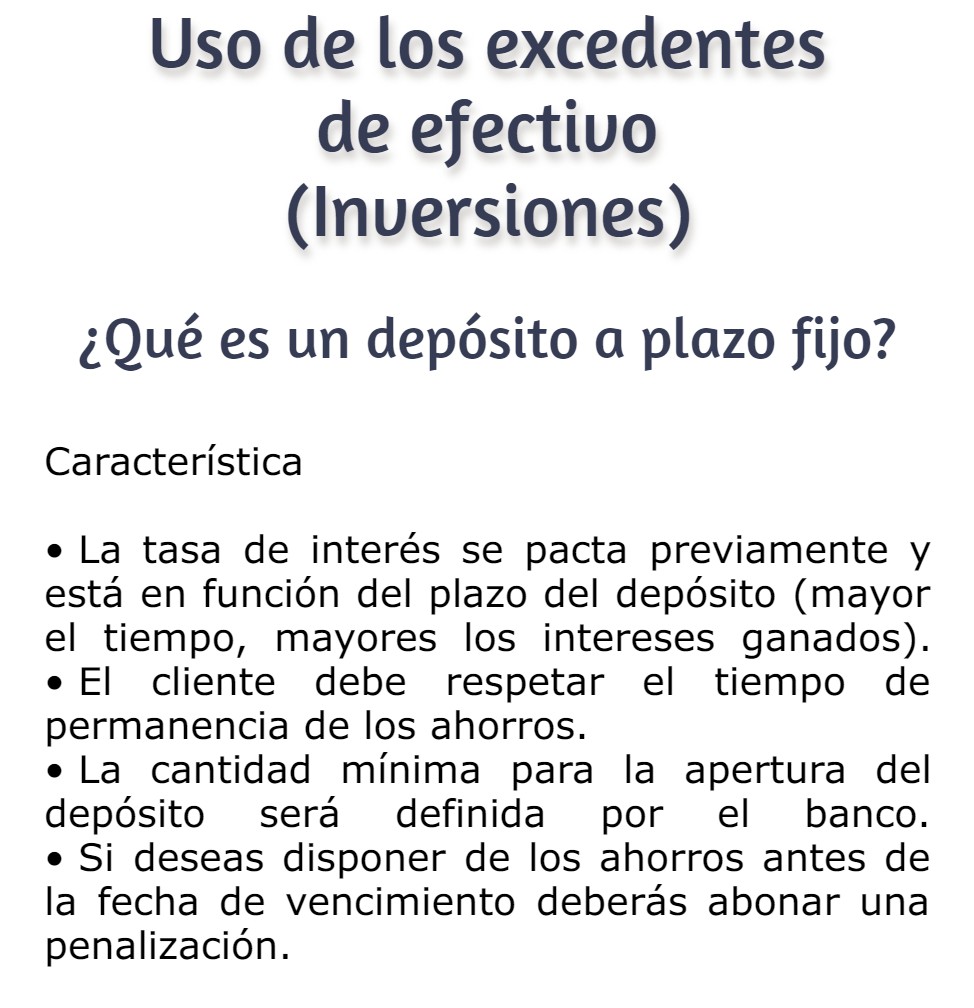 Uso de los excedentes
de efectivo
(Inversiones)
¿Qué es un depósito a plazo fijo?
Característica
• La tasa de interés se pacta previamente y
está en función del plazo del depósito (mayor
el tiempo, mayores los intereses ganados).
• El cliente debe respetar el tiempo de
permanencia de los ahorros.
• La cantidad mínima para la apertura del
depósito será definida por el banco.
• Si deseas disponer de los ahorros antes de
la fecha de vencimiento deberás abonar una
penalización.